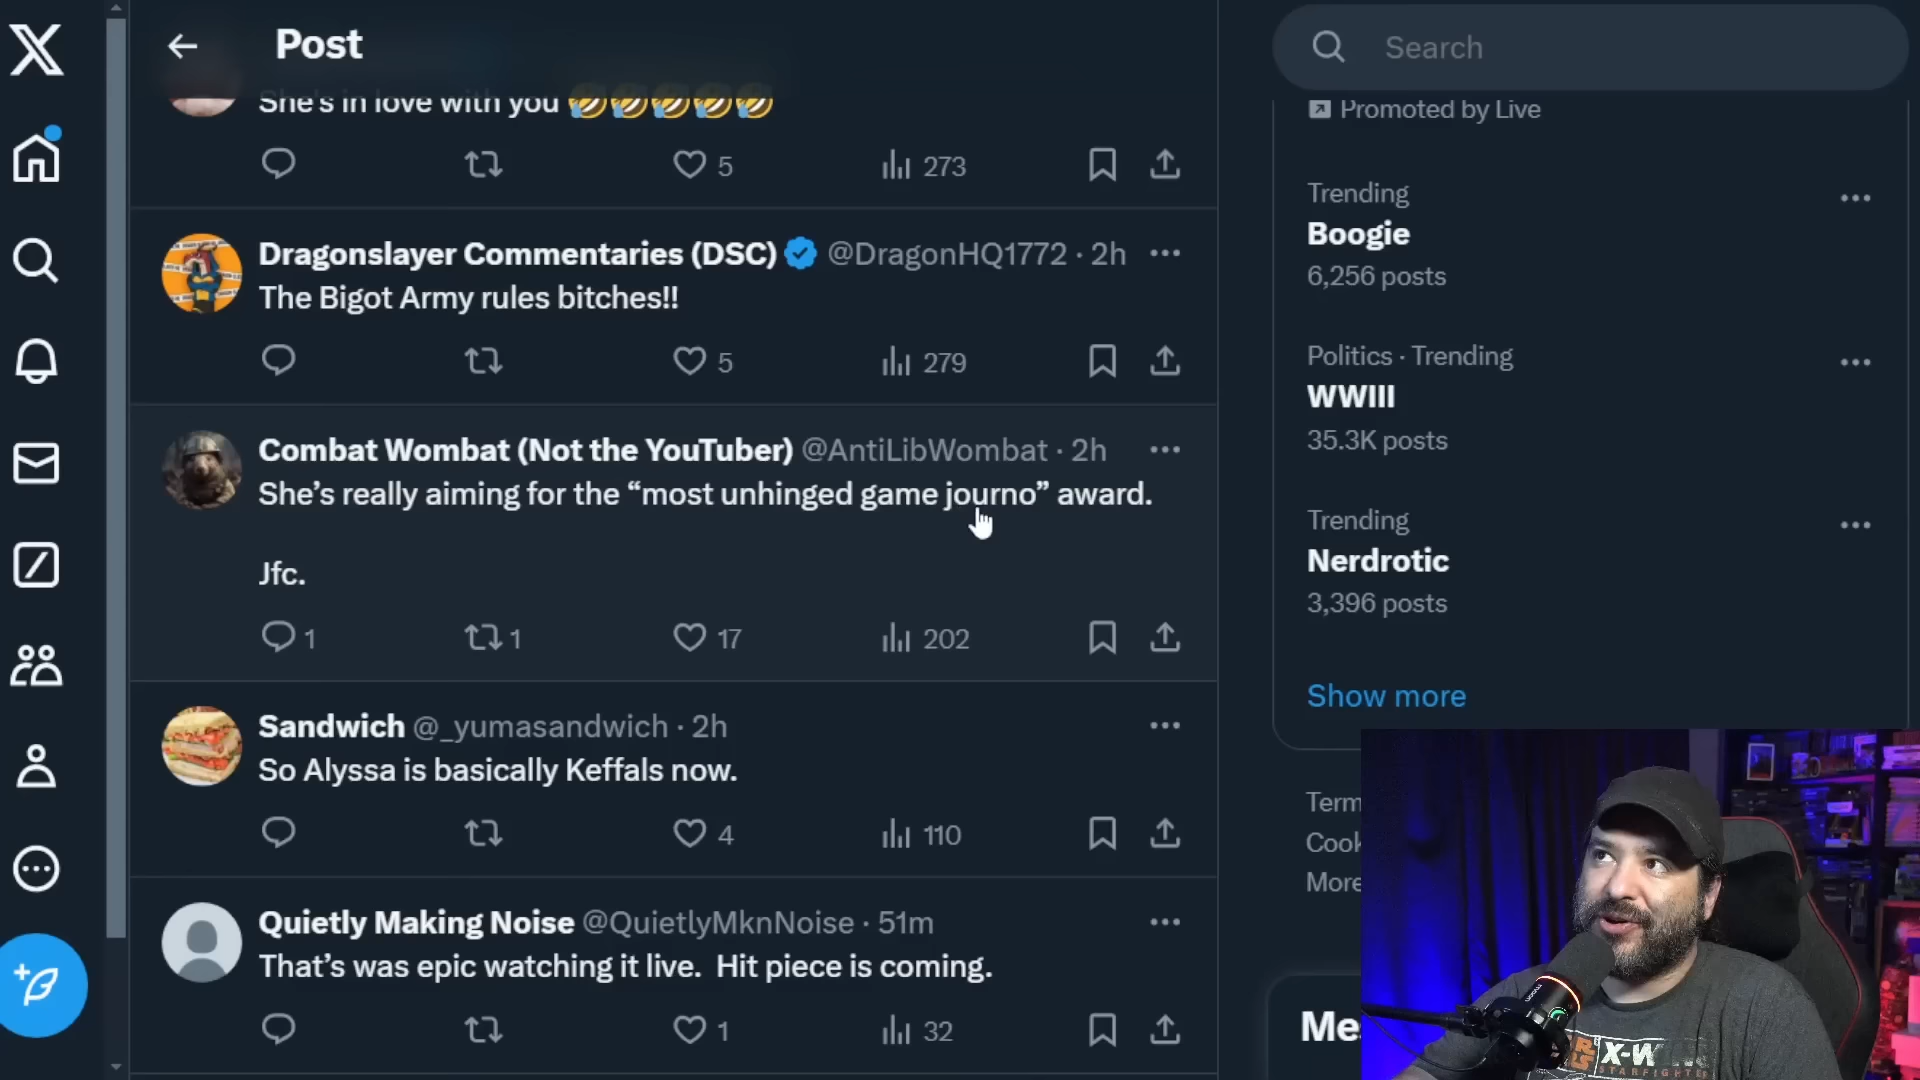 Post
Search
She's in love with you
Promoted by Live
5
273
Trending
Boogie
6,256 posts
Dragonslayer Commentaries (DSC) @DragonHQ1772 · 2h
The Bigot Army rules bitches!!
5
279
Politics · Trending
WWIII
35.3K posts
Combat Wombat (Not the YouTuber) @AntiLibWombat · 2h
She's really aiming for the “most unhinged game journo” award.
Jfc.
1
1
17
202
Trending
Nerdrotic
3,396 posts
Show more
Sandwich @_yumasandwich · 2h
So Alyssa is basically Keffals now.
4
110
Term
Cook
More
Quietly Making Noise @QuietlyMknNoise · 51m
That's was epic watching it live. Hit piece is coming.
1
32
Me
X-W
STARFIGHTER